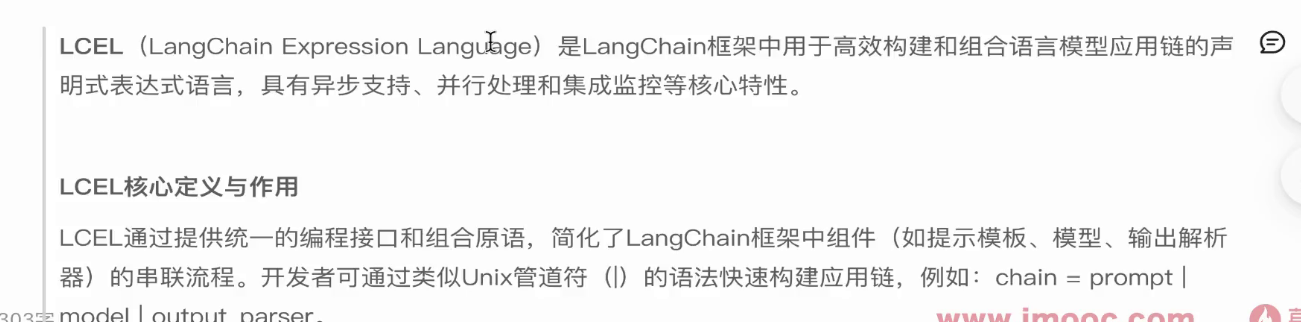 LCEL（LangChain Expression Language）是LangChain框架中用于高效构建和组合语言模型应用链的声
明式表达式语言，具有异步支持、并行处理和集成监控等核心特性。
LCEL核心定义与作用
LCEL通过提供统一的编程接口和组合原语，简化了LangChain框架中组件（如提示模板、模型、输出解析
器）的串联流程。开发者可通过类似Unix管道符（|）的语法快速构建应用链，例如：chain = prompt |
303字
model | output_parser。
www.imooc.com